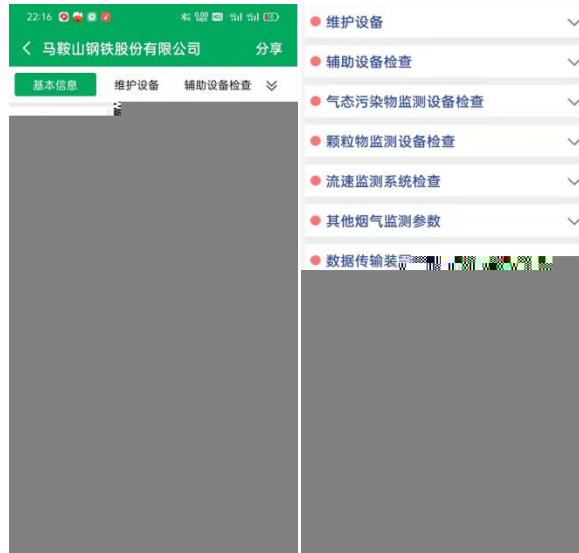 22:16
马鞍山钢铁股份有限公司
分享
基本信息 维护设备 辅助设备检查
维护设备
辅助设备检查
气态污染物监测设备检查
颗粒物监测设备检查
流速监测系统检查
其他烟气监测参数
数据传输装